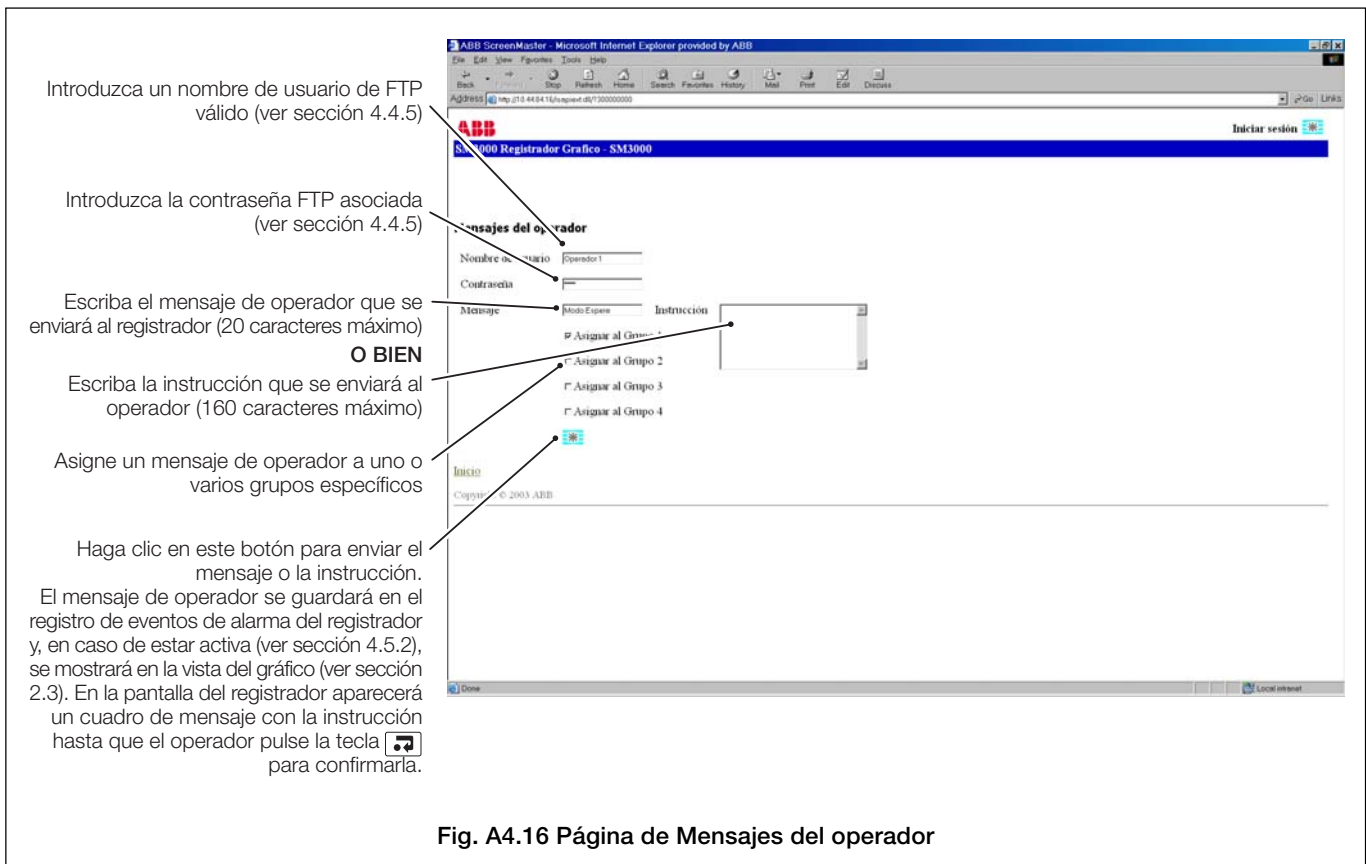 ABB ScreenMaster - Microsoft Internet Explorer provided by ABB
File Edit View Favorites Tools Help
Back Stop Refresh Home Search Favorites History Mail Print Edit Discuss
Address Go Links
ABB
Iniciar sesión
SM3000 Registrador Grafico - SM3000
Introduzca un nombre de usuario de FTP
válido (ver sección 4.4.5)
Introduzca la contraseña FTP asociada
(ver sección 4.4.5)
Escriba el mensaje de operador que se
enviará al registrador (20 caracteres máximo)
O BIEN
Escriba la instrucción que se enviará al
operador (160 caracteres máximo)
Asigne un mensaje de operador a uno o
varios grupos específicos
Haga clic en este botón para enviar el
mensaje o la instrucción.
El mensaje de operador se guardará en el
registro de eventos de alarma del registrador
y, en caso de estar activa (ver sección 4.5.2),
se mostrará en la vista del gráfico (ver sección
2.3). En la pantalla del registrador aparecerá
un cuadro de mensaje con la instrucción
hasta que el operador pulse la tecla
para confirmarla.
Mensajes del operador
Nombre de usuario Operador1
Contraseña
Mensaje Modo Espere Instrucción
Asignar al Grupo 1
Asignar al Grupo 2
Asignar al Grupo 3
Asignar al Grupo 4
Inicio
Copyright © 2003 ABB
Done
Local intranet
Fig. A4.16 Página de Mensajes del operador